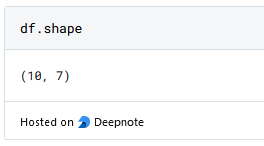 df.shape
(10, 7)
Hosted on Deepnote